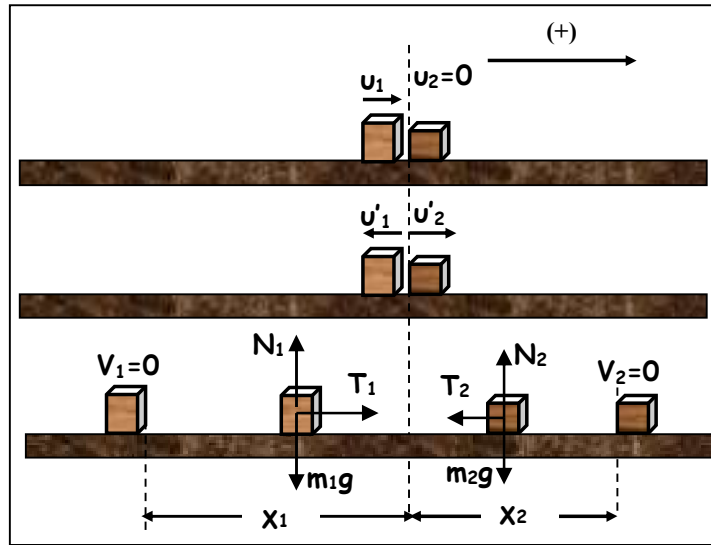 (+)
υ₁ υ₂=0
υ'₁ υ'₂
N₁ N₂
V₁=0 T₁ T₂ V₂=0
m₁g m₂g
X₁ X₂